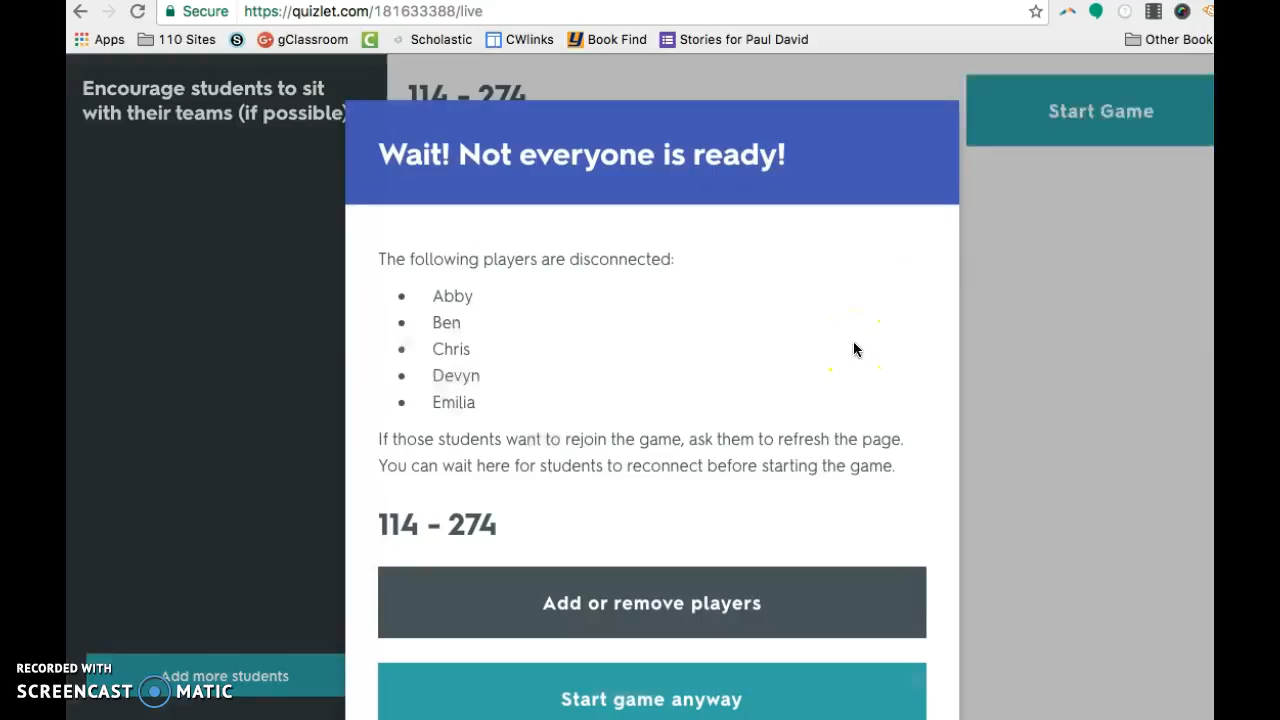 Secure https://quizlet.com/181633388/live
Apps 110 Sites S gClassroom C Scholastic CWlinks Book Find Stories for Paul David Other Book
Encourage students to sit
with their teams (if possible)
114 - 274
Start Game
Wait! Not everyone is ready!
The following players are disconnected:
• Abby
• Ben
• Chris
• Devyn
• Emilia
If those students want to rejoin the game, ask them to refresh the page.
You can wait here for students to reconnect before starting the game.
114 - 274
Add or remove players
Start game anyway
Add more students
RECORDED WITH
SCREENCAST MATIC